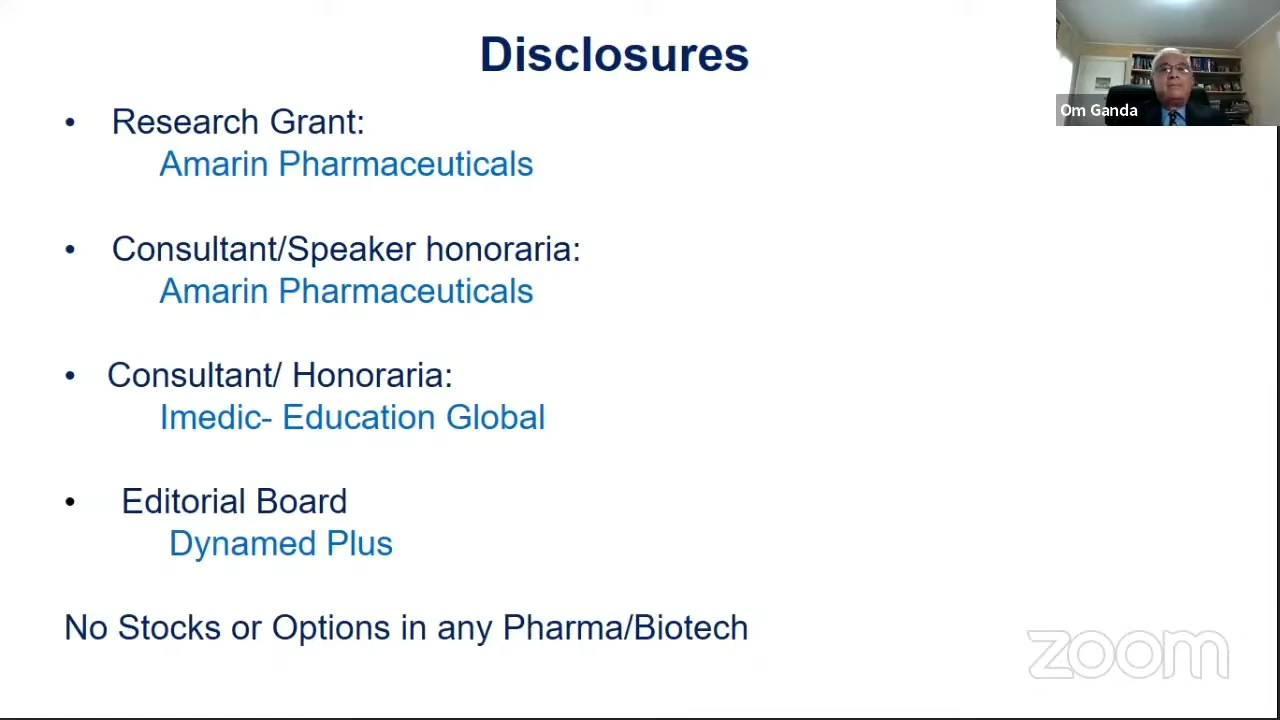 Disclosures
• Research Grant:
Amarin Pharmaceuticals
• Consultant/Speaker honoraria:
Amarin Pharmaceuticals
• Consultant/ Honoraria:
Imedic- Education Global
• Editorial Board
Dynamed Plus
No Stocks or Options in any Pharma/Biotech
Om Ganda
zoom